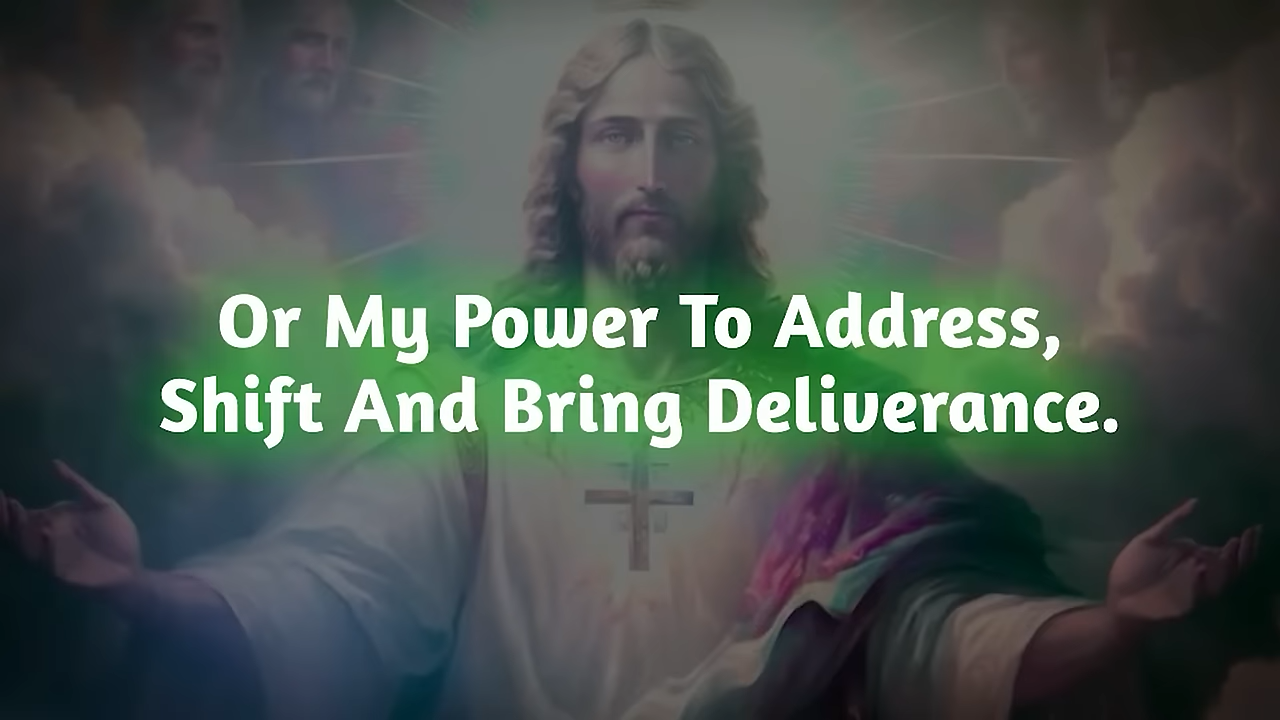 Or My Power To Address,
Shift And Bring Deliverance.